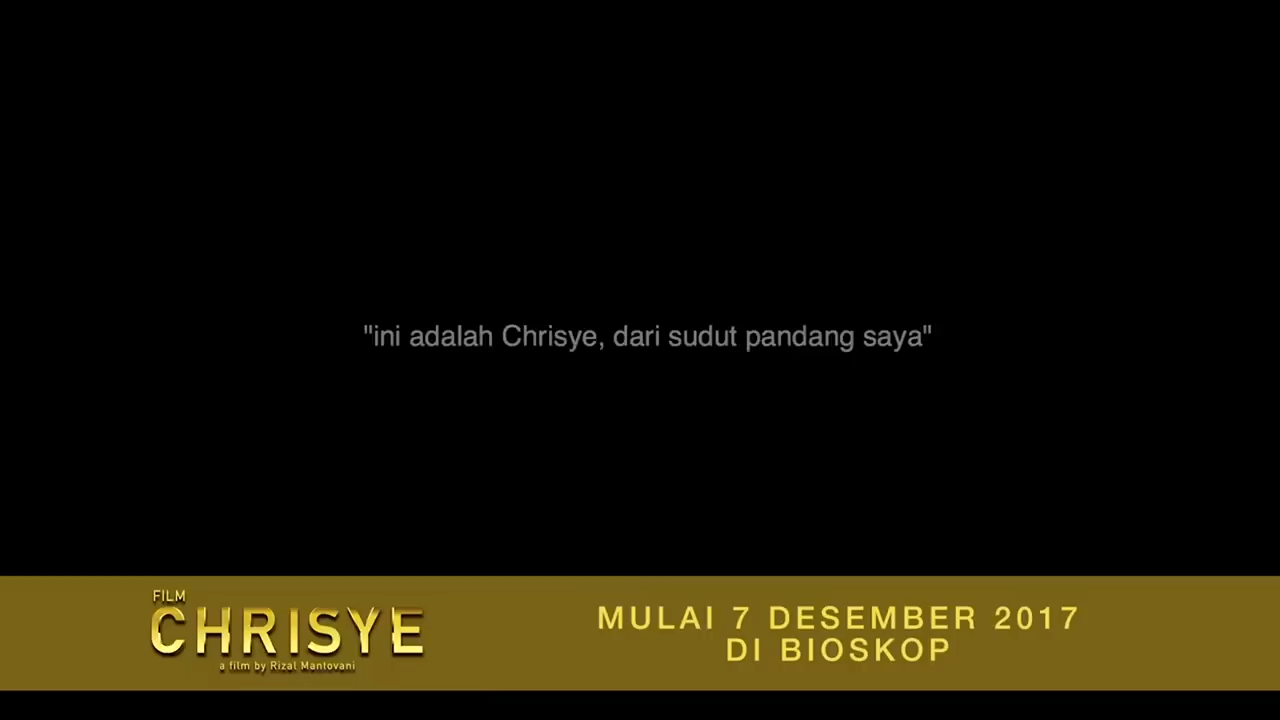 "ini adalah Chrisye, dari sudut pandang saya"
FILM
CHRISYE
a film by Rizal Mantovani
MULAI 7 DESEMBER 2017
DI BIOSKOP